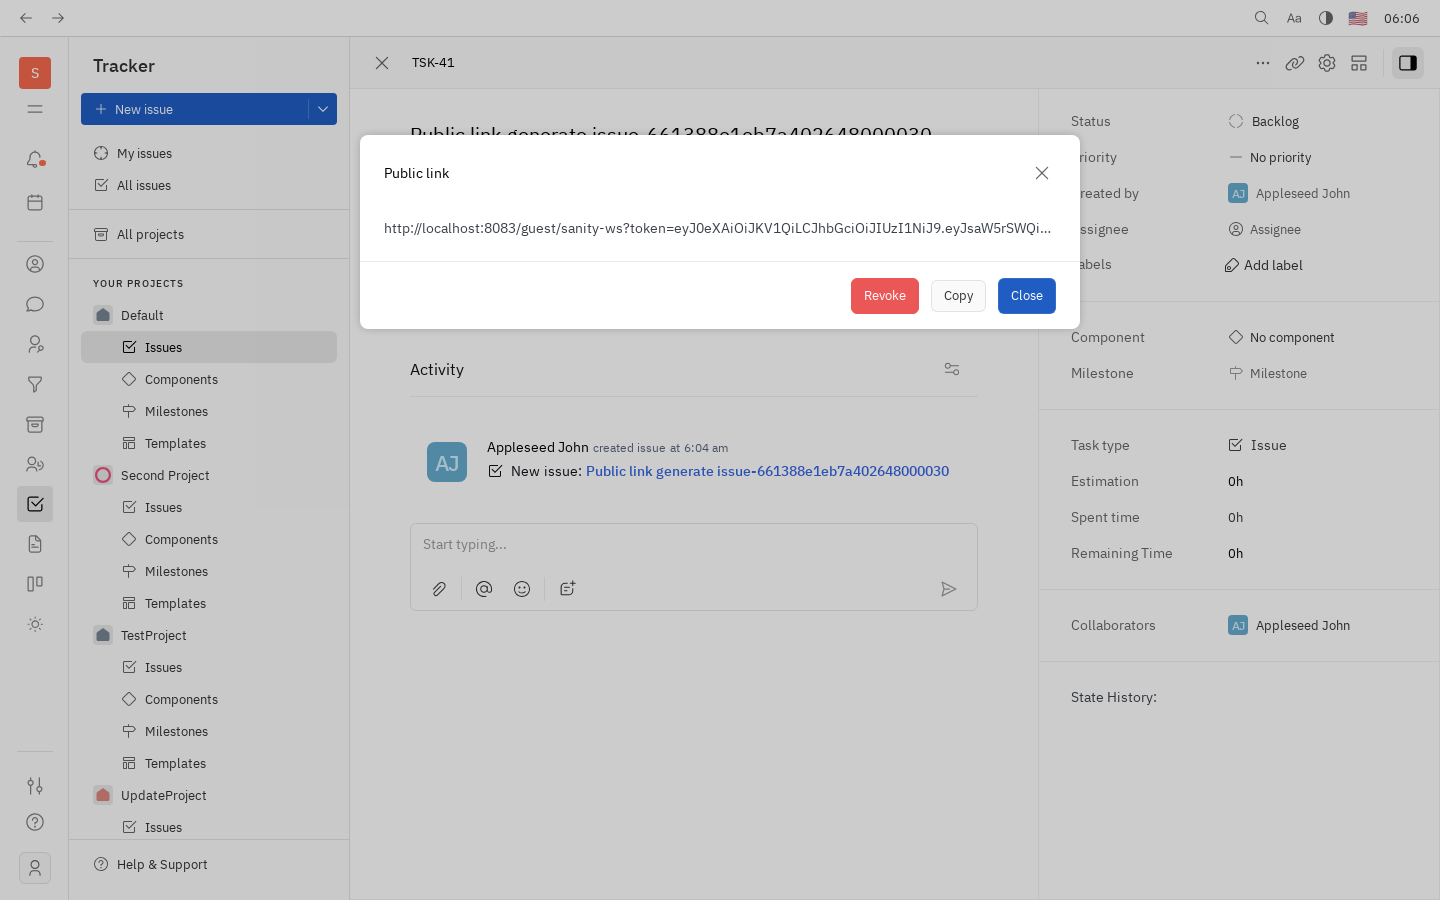 Aa
06:06
S
Tracker
New issue
My issues
All issues
All projects
YOUR PROJECTS
Default
Issues
Components
Milestones
Templates
Second Project
Issues
Components
Milestones
Templates
TestProject
Issues
Components
Milestones
Templates
UpdateProject
Issues
Help & Support
TSK-41
Public link generate issue-661388e1eb7a402648000030
Public link
http://localhost:8083/guest/sanity-ws?token=eyJ0eXAiOiJKV1QiLCJhbGciOiJIUzI1NiJ9.eyJsaW5rSWQi...
Revoke
Copy
Close
Activity
AJ
Appleseed John created issue at 6:04 am
New issue: Public link generate issue-661388e1eb7a402648000030
Start typing...
Status
Backlog
riority
No priority
reated by
AJ Appleseed John
ssignee
Assignee
abels
Add label
Component
No component
Milestone
Milestone
Task type
Issue
Estimation
0h
Spent time
0h
Remaining Time
0h
Collaborators
AJ Appleseed John
State History: